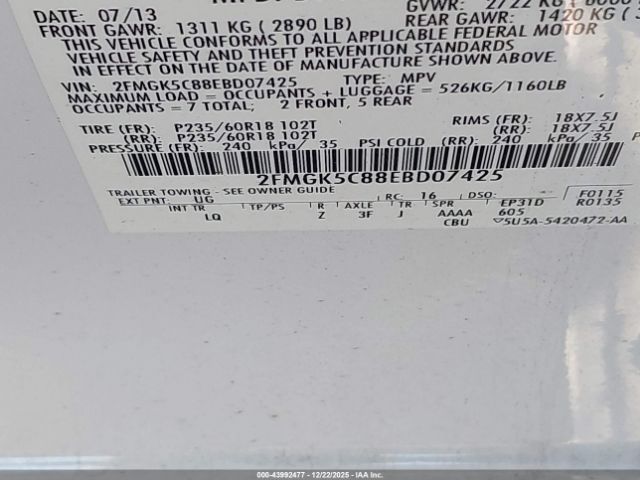 DATE: 07/13 GVWR: 2722 KG
FRONT GAWR: 1311 KG ( 2890 LB) REAR GAWR: 1420 KG (
THIS VEHICLE CONFORMS TO ALL APPLICABLE FEDERAL MOTOR
VEHICLE SAFETY AND THEFT PREVENTION STANDARDS
IN EFFECT ON THE DATE OF MANUFACTURE SHOWN ABOVE.
VIN: 2FMGK5C88EBD07425 TYPE: MPV
MAXIMUM LOAD = OCCUPANTS + LUGGAGE = 526KG/1160LB
OCCUPANTS = 7 TOTAL; 2 FRONT, 5 REAR
TIRE (FR): P235/60R18 102T RIMS (FR): 18X7.5J
(RR): P235/60R18 102T (RR): 18X7.5J
PRESSURE (FR): 240 kPa/ 35 PSI COLD (RR): 240 kPa/ 35
2FMGK5C88EBD07425
TRAILER TOWING - SEE OWNER GUIDE
EXT PNT: UG RC: 16 DSO: F0115
INT TR TP/PS R AXLE TR SPR EP31D R0135
LQ Z 3F J AAAA 605
CBU 5U5A-5420472-AA
000-43992477 - 12/22/2025 - IAA Inc.